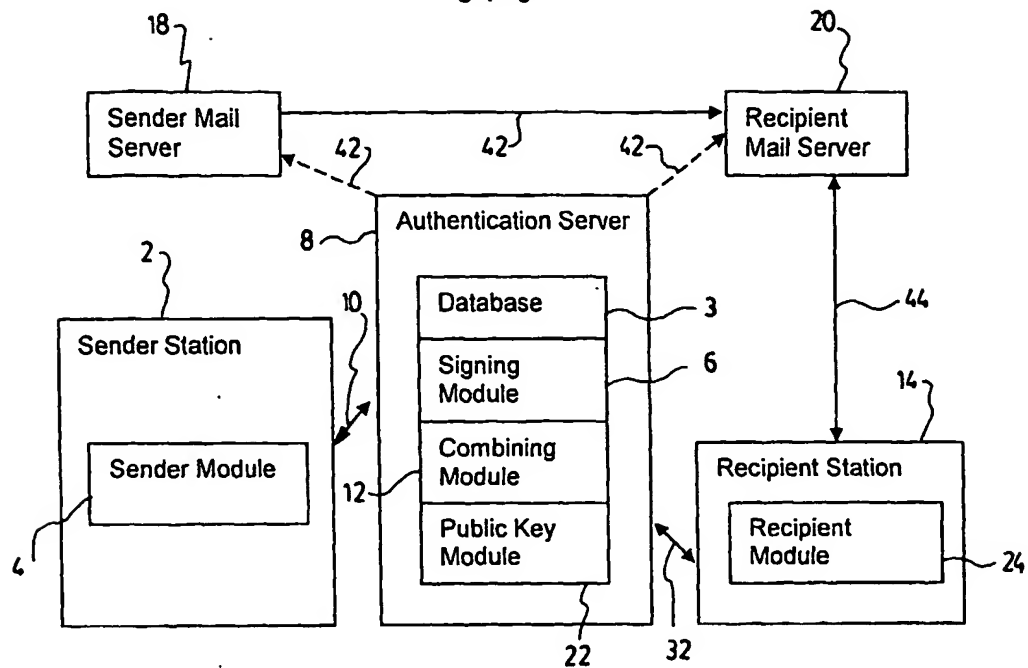 18
20
Sender Mail
Server
Recipient
Mail Server
42
42
42
8
Authentication Server
2
10
Database
3
44
Sender Station
Signing
Module
6
14
Sender Module
Combining
Module
12
Recipient Station
4
Public Key
Module
Recipient
Module
24
22
32